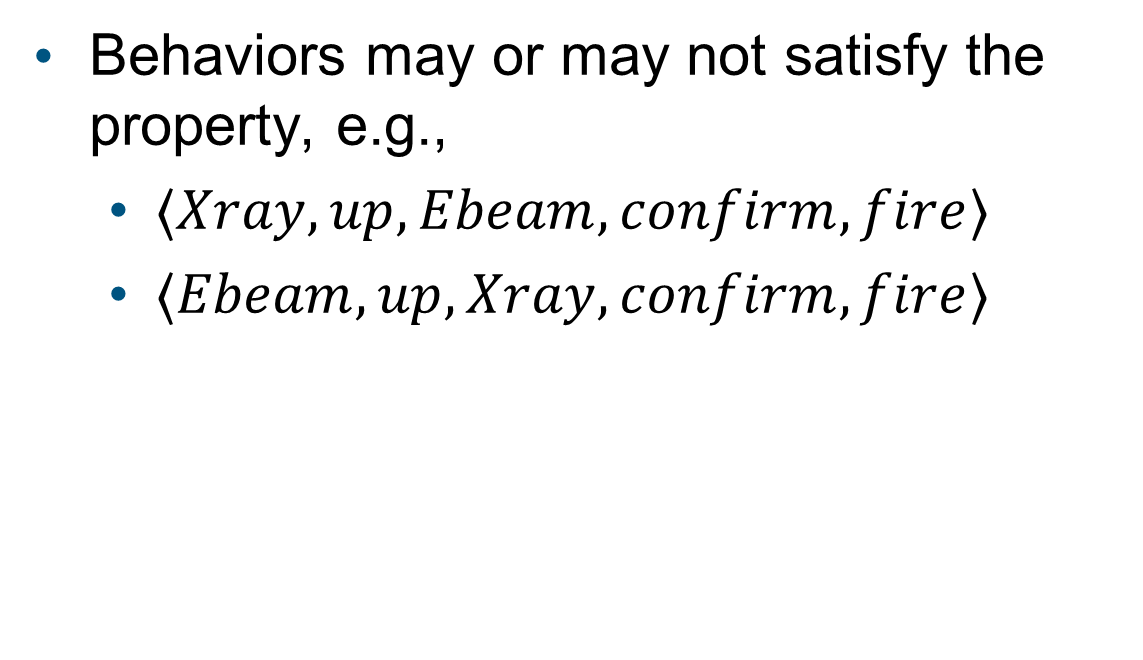 • Behaviors may or may not satisfy the
property, e.g.,
• ⟨Xray, up, Ebeam, confirm, fire⟩
• ⟨Ebeam, up, Xray, confirm, fire⟩